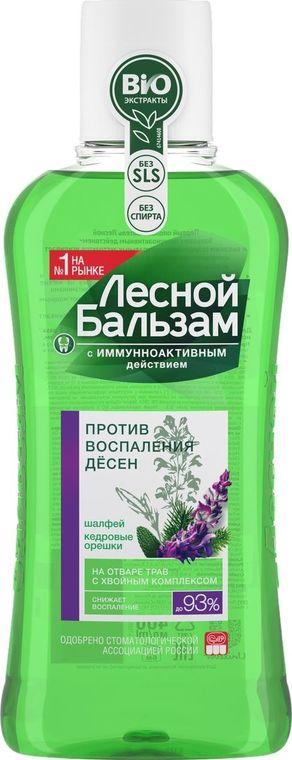 BIO
ЭКСТРАКТЫ
БЕЗ
SLS
БЕЗ
СПИРТА
№1 НА
РЫНКЕ
Лесной
Бальзам
С ИММУННОАКТИВНЫМ
ДЕЙСТВИЕМ
ПРОТИВ
ВОСПАЛЕНИЯ
ДЁСЕН
шалфей
кедровые
орешки
НА ОТВАРЕ ТРАВ
С ХВОЙНЫМ КОМПЛЕКСОМ
СНИЖАЕТ
ВОСПАЛЕНИЕ
ДО 93%
ОДОБРЕНО СТОМАТОЛОГИЧЕСКОЙ
АССОЦИАЦИЕЙ РОССИИ